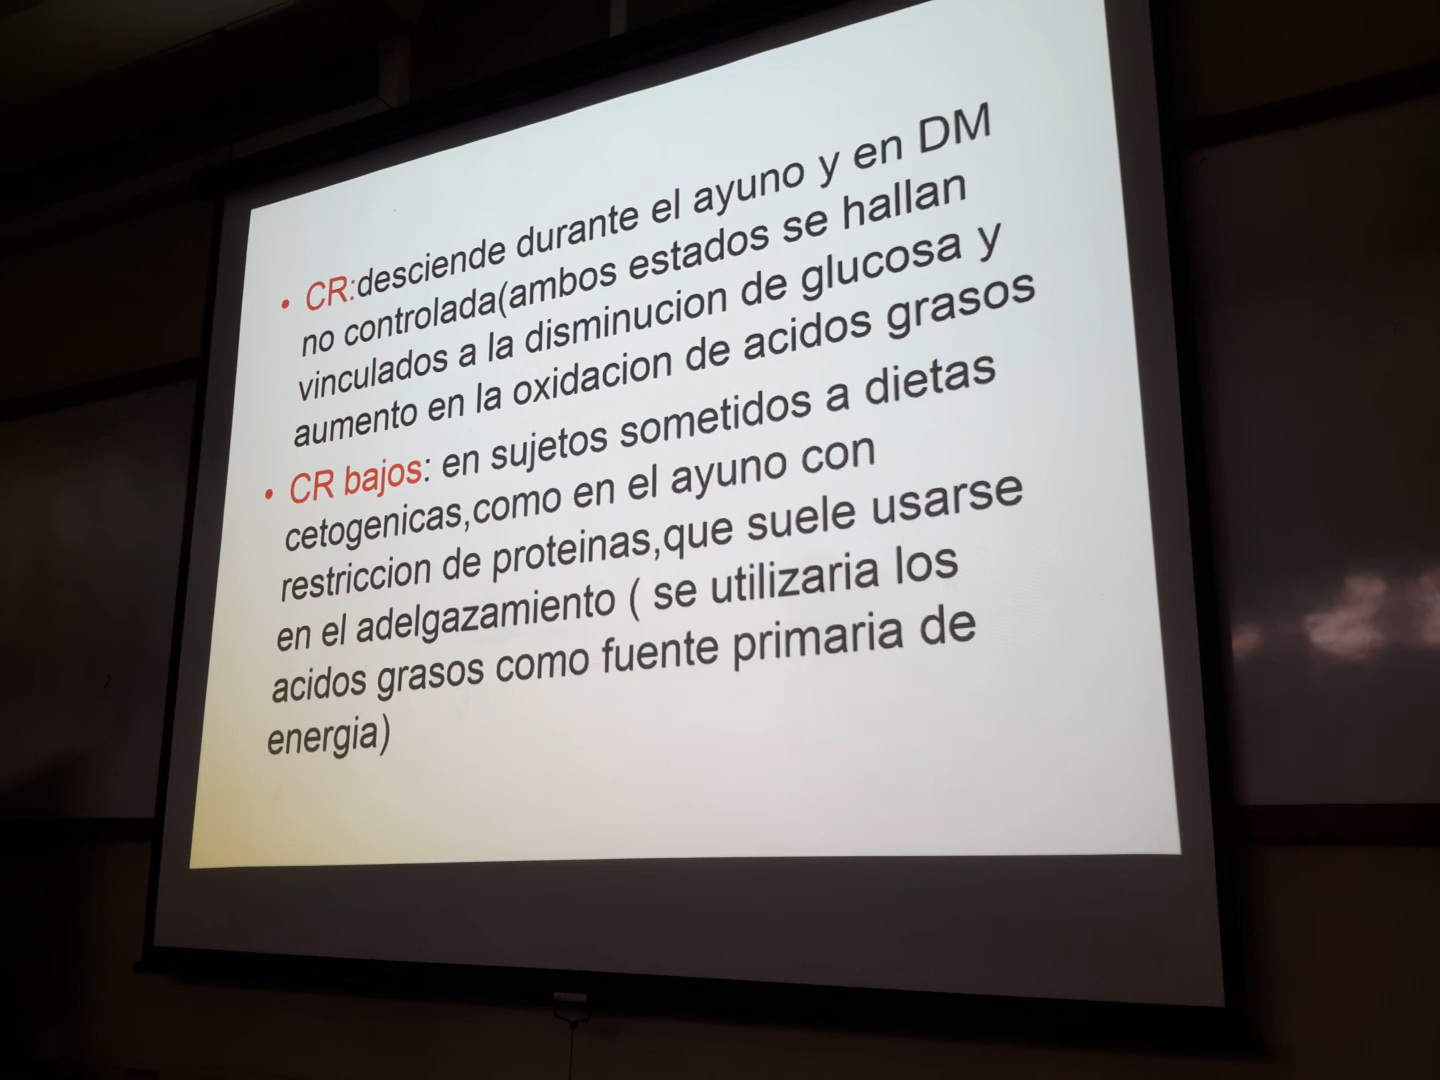 • CR:desciende durante el ayuno y en DM
no controlada(ambos estados se hallan
vinculados a la disminucion de glucosa y
aumento en la oxidacion de acidos grasos
• CR bajos: en sujetos sometidos a dietas
cetogenicas,como en el ayuno con
restriccion de proteinas,que suele usarse
en el adelgazamiento ( se utilizaria los
acidos grasos como fuente primaria de
energia)